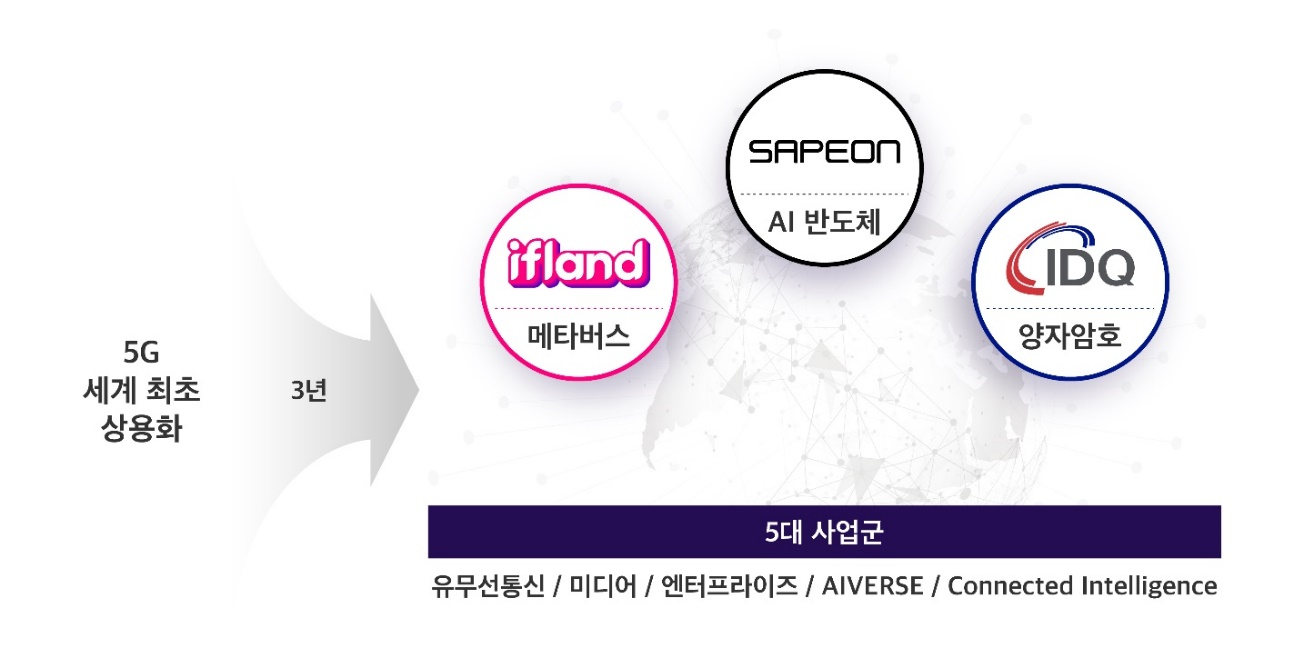 5G
세계 최초
상용화
3년
ifland
메타버스
SAPEON
AI 반도체
IDQ
양자암호
5대 사업군
유무선통신 / 미디어 / 엔터프라이즈 / AIVERSE / Connected Intelligence